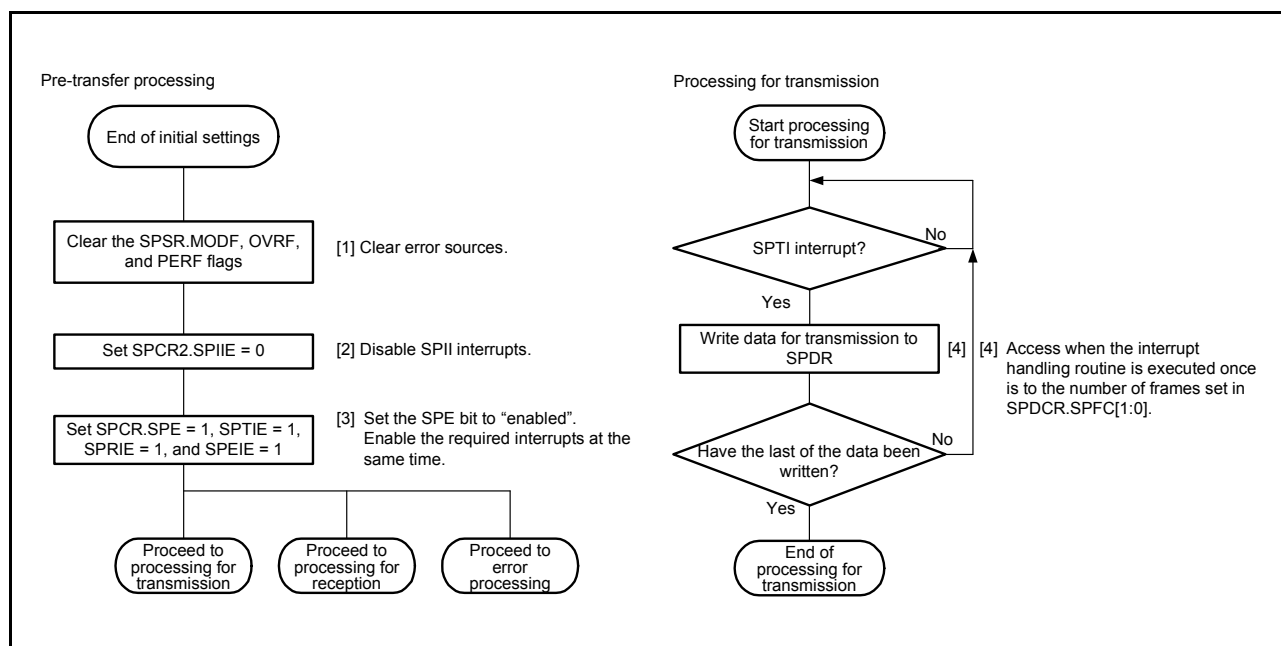 Pre-transfer processing
End of initial settings
Clear the SPSR.MODF, OVRF,
and PERF flags
[1] Clear error sources.
Set SPCR2.SPIIE = 0
[2] Disable SPII interrupts.
Set SPCR.SPE = 1, SPTIE = 1,
SPRIE = 1, and SPEIE = 1
[3] Set the SPE bit to “enabled”.
Enable the required interrupts at the
same time.
Proceed to
processing for
transmission
Proceed to
processing for
reception
Proceed to
error
processing
Processing for transmission
Start processing
for transmission
SPTI interrupt?
No
Yes
Write data for transmission to
SPDR
[4]
[4] Access when the interrupt
handling routine is executed once
is to the number of frames set in
SPDCR.SPFC[1:0].
Have the last of the data been
written?
No
Yes
End of
processing for
transmission